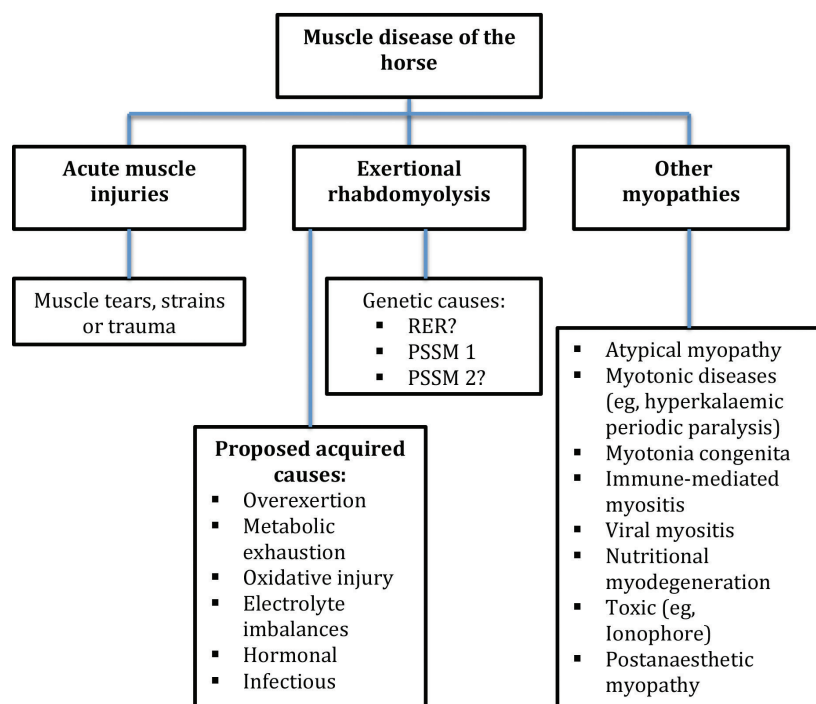 Muscle disease of the
horse
Acute muscle
injuries
Exertional
rhabdomyolysis
Other
myopathies
Muscle tears, strains
or trauma
Genetic causes:
▪ RER?
▪ PSSM 1
▪ PSSM 2?
Proposed acquired
causes:
▪ Overexertion
▪ Metabolic
exhaustion
▪ Oxidative injury
▪ Electrolyte
imbalances
▪ Hormonal
▪ Infectious
▪ Atypical myopathy
▪ Myotonic diseases
(eg, hyperkalaemic
periodic paralysis)
▪ Myotonia congenita
▪ Immune-mediated
myositis
▪ Viral myositis
▪ Nutritional
myodegeneration
▪ Toxic (eg,
Ionophore)
▪ Postanaesthetic
myopathy